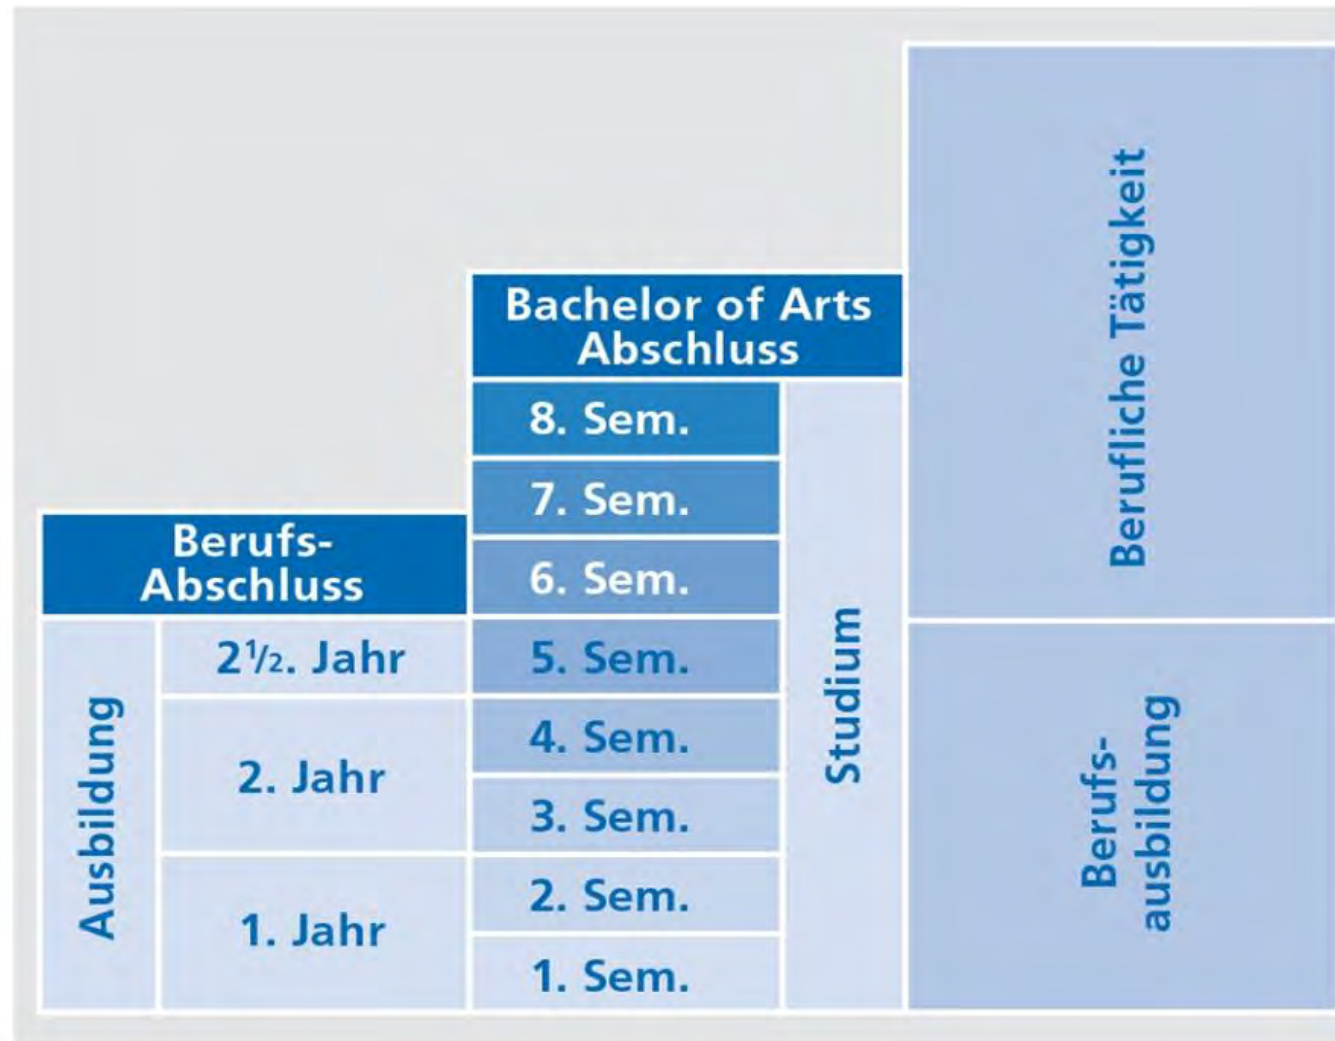 Berufliche Tätigkeit
Bachelor of Arts
Abschluss
8. Sem.
7. Sem.
6. Sem.
Berufs-
Abschluss
Studium
Ausbildung
2½. Jahr
5. Sem.
2. Jahr
4. Sem.
3. Sem.
1. Jahr
2. Sem.
1. Sem.
Berufs-
ausbildung